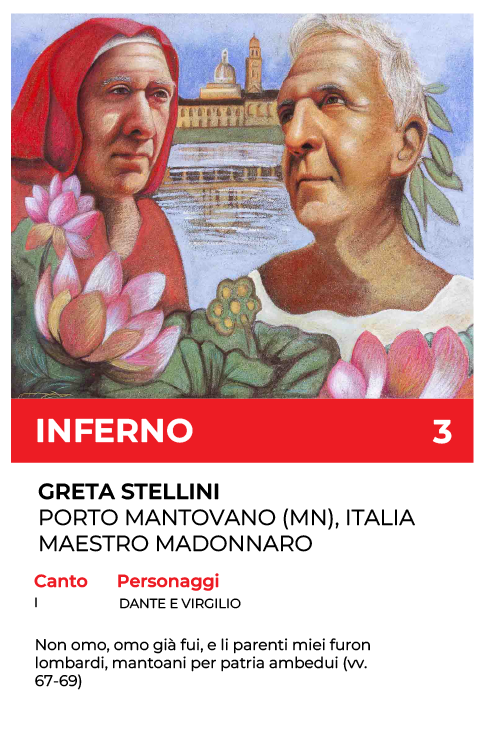 INFERNO 3
GRETA STELLINI
PORTO MANTOVANO (MN), ITALIA
MAESTRO MADONNARO
Canto Personaggi
I DANTE E VIRGILIO
Non omo, omo già fui, e li parenti miei furon
lombardi, mantoani per patria ambedui (vv.
67-69)